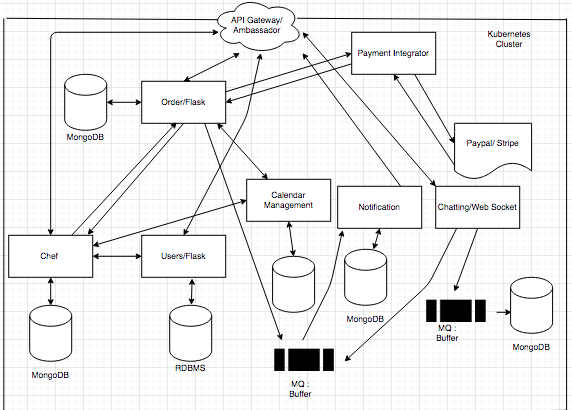 API Gateway/
Ambassador
Kubernetes
Cluster
Payment Integrator
Order/Flask
MongoDB
Paypal/ Stripe
Calendar
Management
Notification
Chatting/Web Socket
Chef
Users/Flask
MongoDB
MongoDB
RDBMS
MQ :
Buffer
MongoDB
MQ :
Buffer